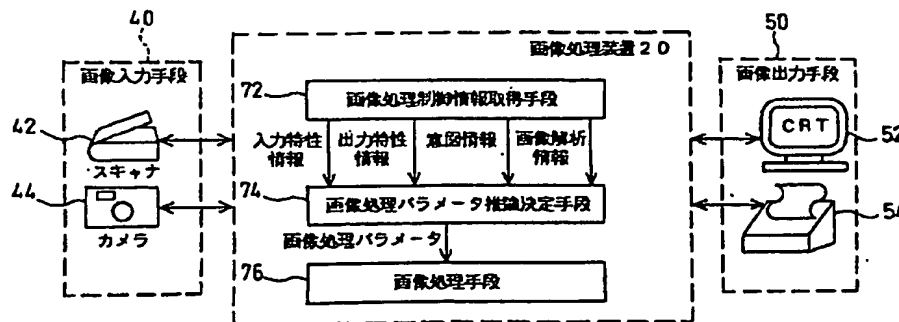 40
画像入力手段
42
スキャナ
44
カメラ
画像処理装置20
72
画像処理制御情報取得手段
入力特性
情報
出力特性
情報
意図情報
画像解析
情報
74
画像処理パラメータ推論決定手段
画像処理パラメータ
76
画像処理手段
50
画像出力手段
CRT
52
54